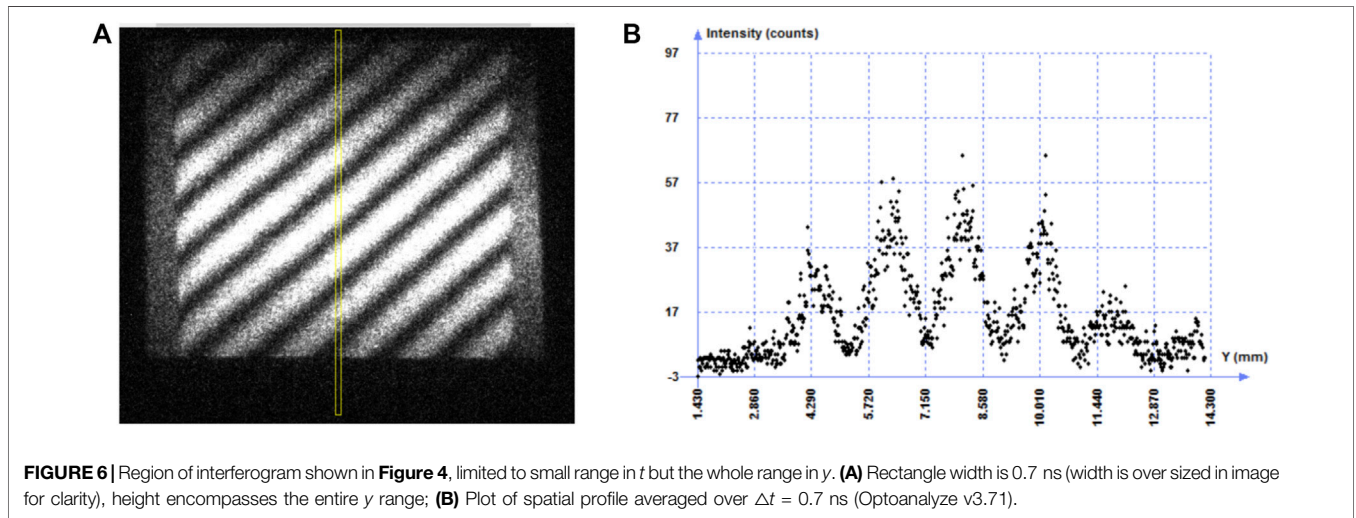 A
B
Intensity (counts)
97
77
57
37
17
-3
Y (mm)
1.430
2.860
4.290
5.720
7.150
8.580
10.010
11.440
12.870
14.300
FIGURE 6 | Region of interferogram shown in Figure 4, limited to small range in t but the whole range in y. (A) Rectangle width is 0.7 ns (width is over sized in image
for clarity), height encompasses the entire y range; (B) Plot of spatial profile averaged over △t = 0.7 ns (Optoanalyze v3.71).